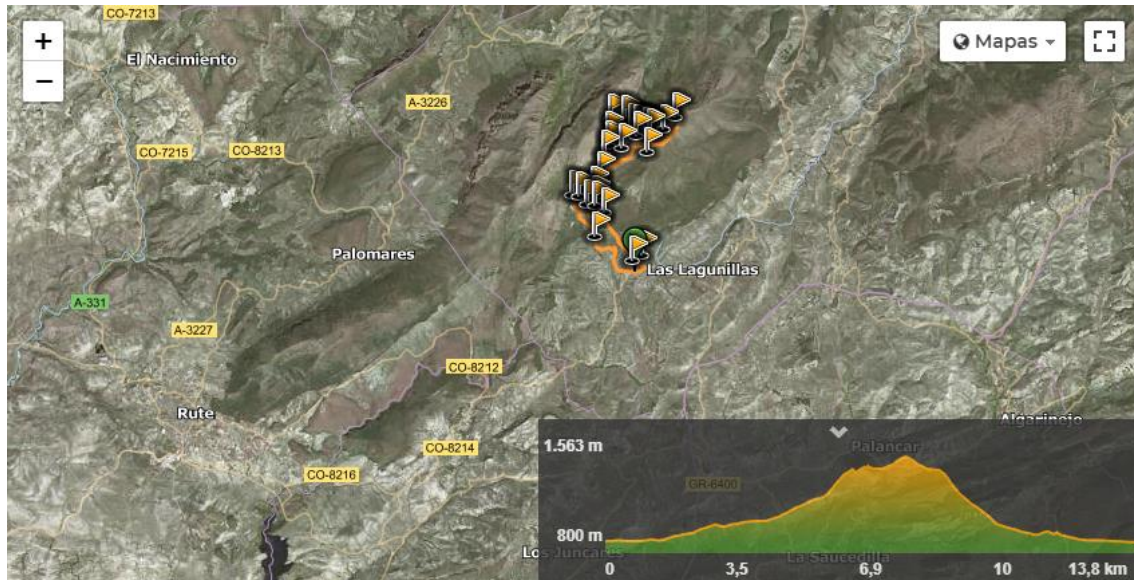 CO-7213
+
−
El Nacimiento
Mapas
A-3226
CO-7215
CO-8213
Palomares
Las Lagunillas
A-331
A-3227
CO-8212
Rute
Algarinejo
CO-8214
CO-8216
1.563 m
Palancar
GR-6400
800 m
Los Juncares
La Saucedilla
0
3,5
6,9
10
13,8 km